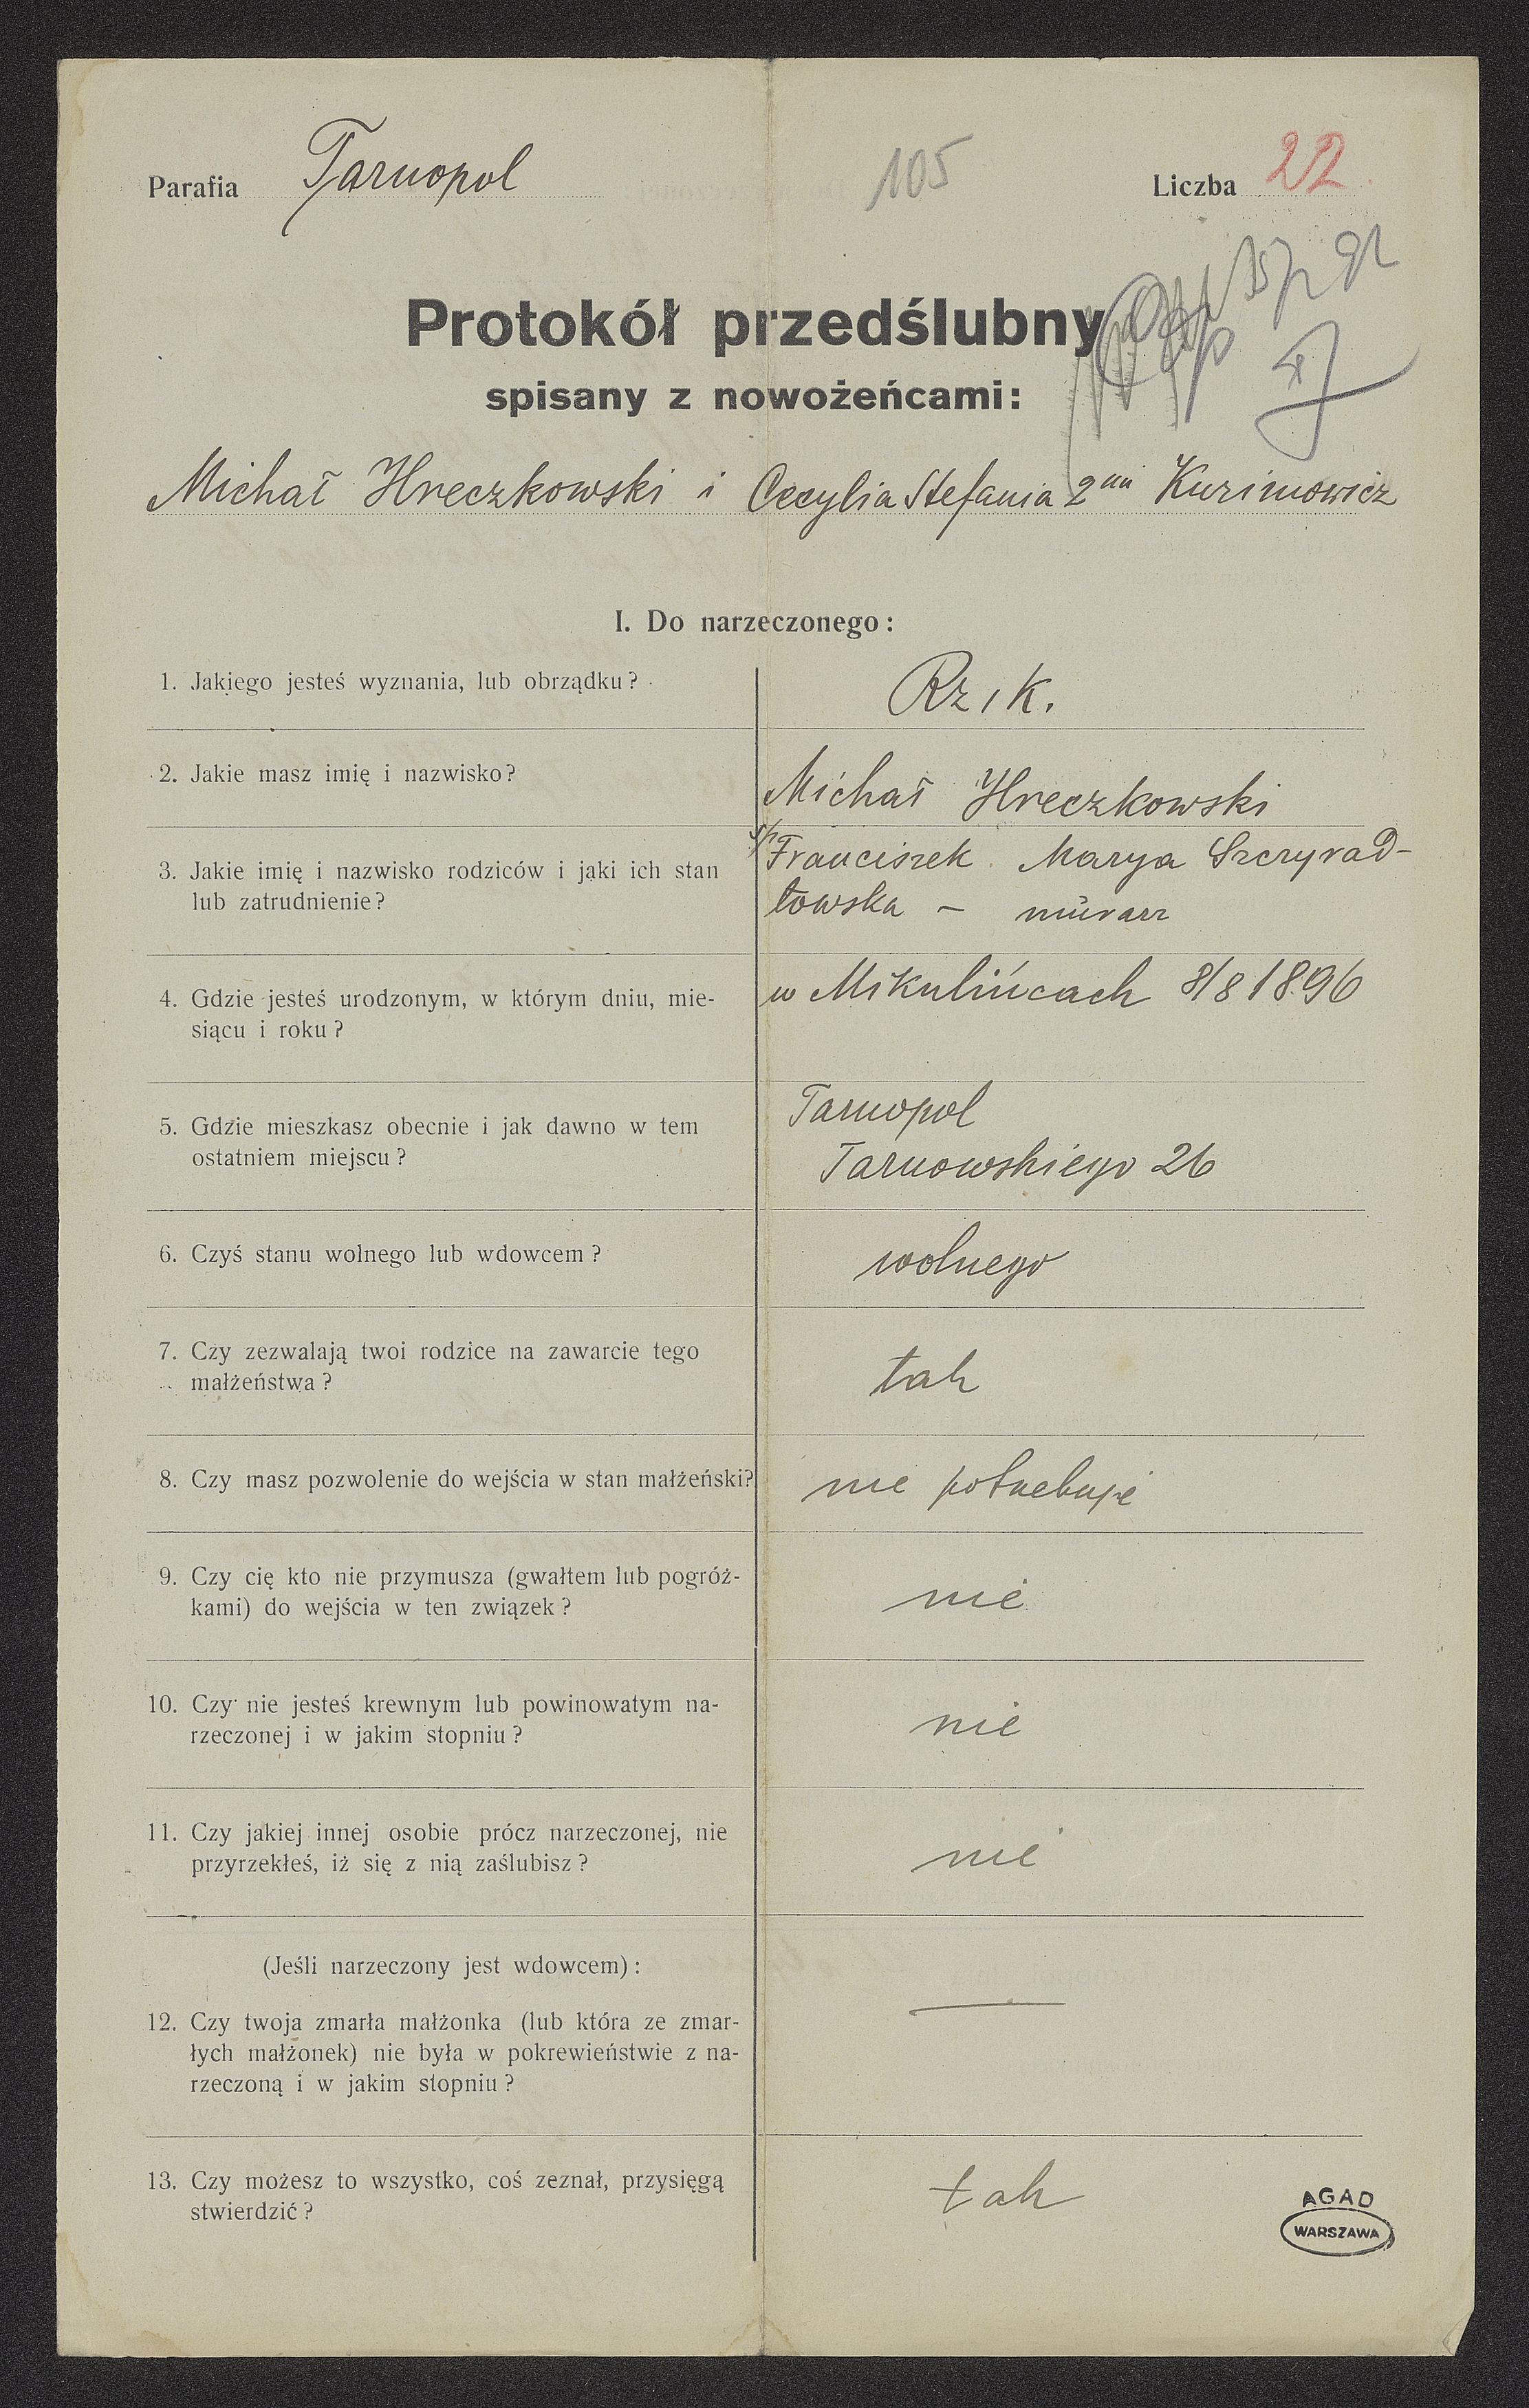 Parafia Tarnopol 105 Liczba 22
Protokół przedślubny
spisany z nowożeńcami:
Michał Hreczkowski i Cecylia Stefania 2im Kurimowicz
I. Do narzeczonego:
1. Jakiego jesteś wyznania, lub obrządku? Rz. K.
2. Jakie masz imię i nazwisko? Michał Hreczkowski
3. Jakie imię i nazwisko rodziców i jaki ich stan ś/p Franciszek Marya Szczyrad-
lub zatrudnienie? łowska – murarz
4. Gdzie jesteś urodzonym, w którym dniu, mie- w Mikulińcach 8/8 1896
siącu i roku?
5. Gdzie mieszkasz obecnie i jak dawno w tem Tarnopol
ostatniem miejscu? Tarnowskiego 26
6. Czyś stanu wolnego lub wdowcem? wolnego
7. Czy zezwalają twoi rodzice na zawarcie tego
małżeństwa? tak
8. Czy masz pozwolenie do wejścia w stan małżeński? nie potrzebuje
9. Czy cię kto nie przymusza (gwałtem lub pogróż-
kami) do wejścia w ten związek? nie
10. Czy nie jesteś krewnym lub powinowatym na-
rzeczonej i w jakim stopniu? nie
11. Czy jakiej innej osobie prócz narzeczonej, nie
przyrzekłeś, iż się z nią zaślubisz? nie
(Jeśli narzeczony jest wdowcem):
12. Czy twoja zmarła małżonka (lub która ze zmar- —
łych małżonek) nie była w pokrewieństwie z na-
rzeczoną i w jakim stopniu?
13. Czy możesz to wszystko, coś zeznał, przysięgą tak
stwierdzić?
AGAD
WARSZAWA